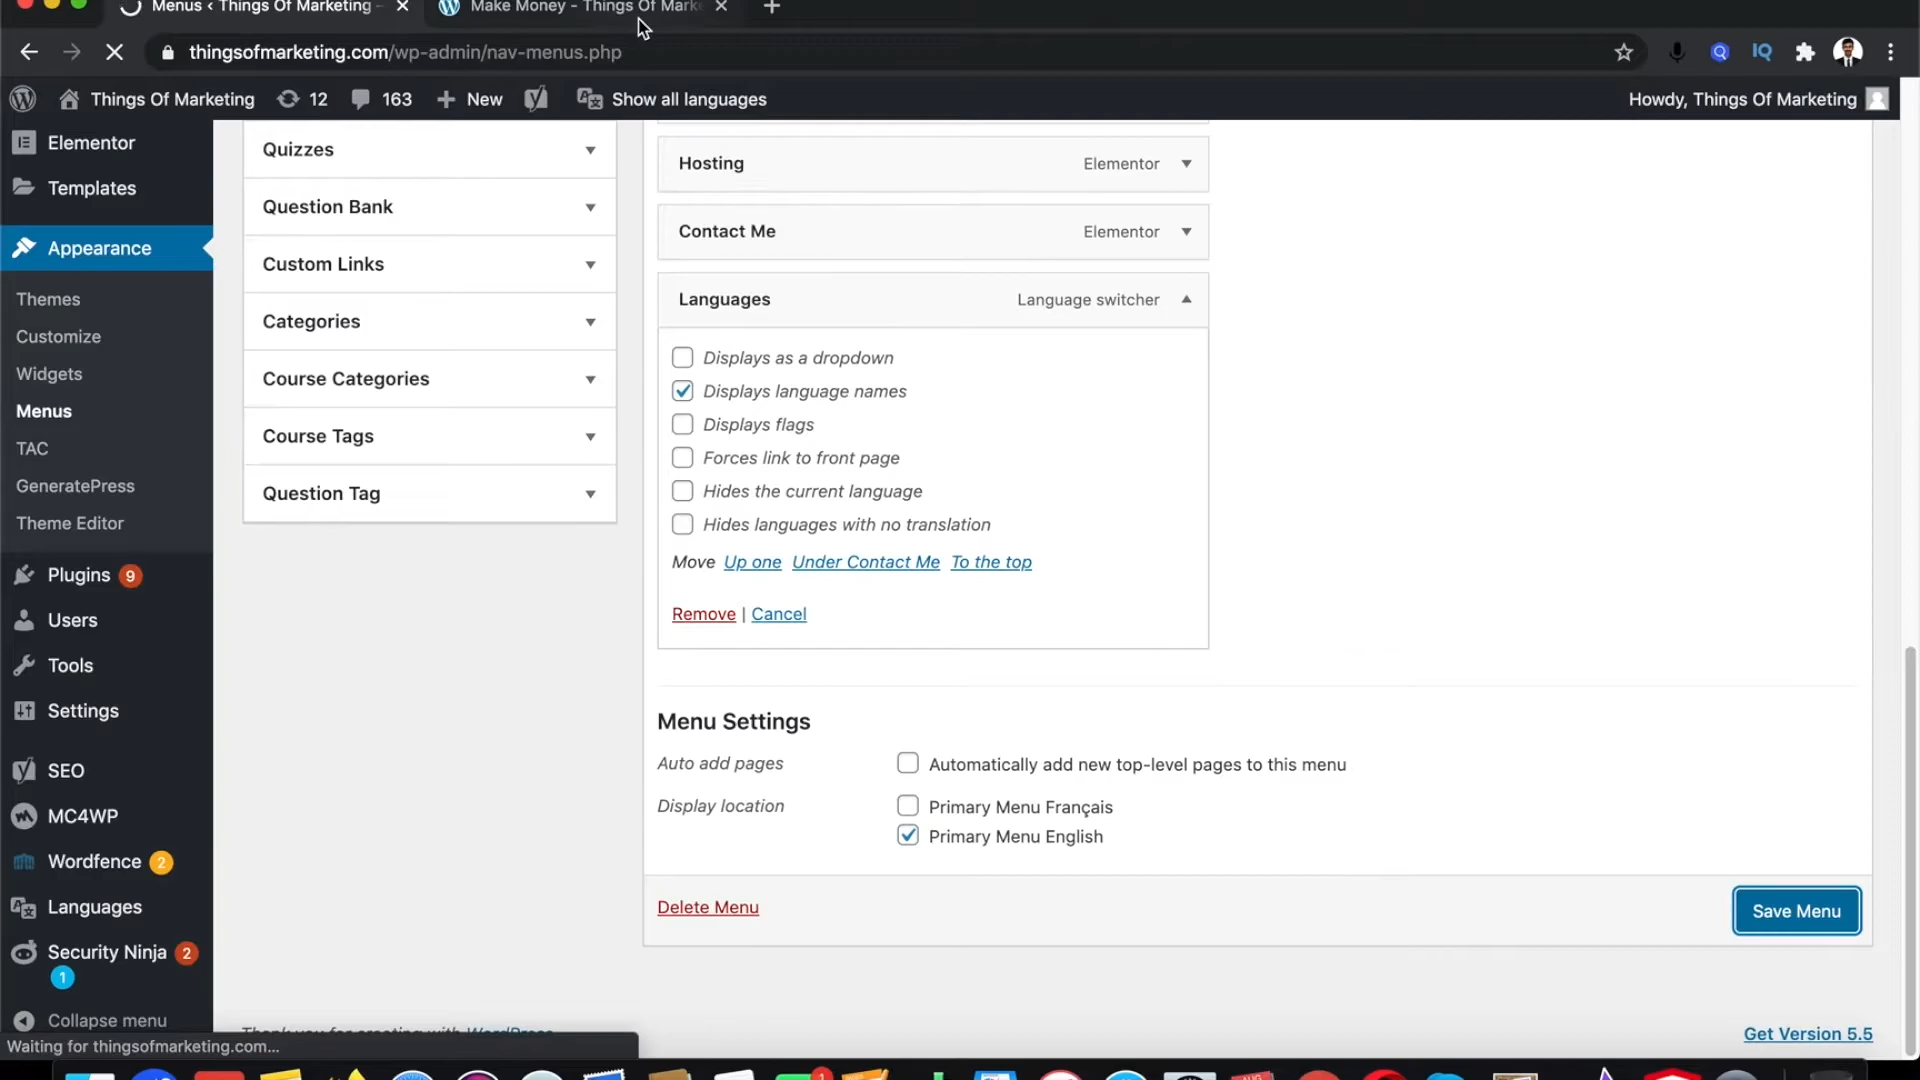 Menus ‹ Things Of Marketing -
Make Money - Things Of Mark
thingsofmarketing.com/wp-admin/nav-menus.php
Things Of Marketing 12 163 New Show all languages Howdy, Things Of Marketing
Elementor
Templates
Appearance
Themes
Customize
Widgets
Menus
TAC
GeneratePress
Theme Editor
Plugins 9
Users
Tools
Settings
SEO
MC4WP
Wordfence 2
Languages
Security Ninja 2
1
Collapse menu
Quizzes
Question Bank
Custom Links
Categories
Course Categories
Course Tags
Question Tag
Hosting Elementor
Contact Me Elementor
Languages Language switcher
Displays as a dropdown
Displays language names
Displays flags
Forces link to front page
Hides the current language
Hides languages with no translation
Move Up one Under Contact Me To the top
Remove | Cancel
Menu Settings
Auto add pages Automatically add new top-level pages to this menu
Display location Primary Menu Français
Primary Menu English
Delete Menu Save Menu
Thank you for creating with WordPress
Get Version 5.5
Waiting for thingsofmarketing.com...
1